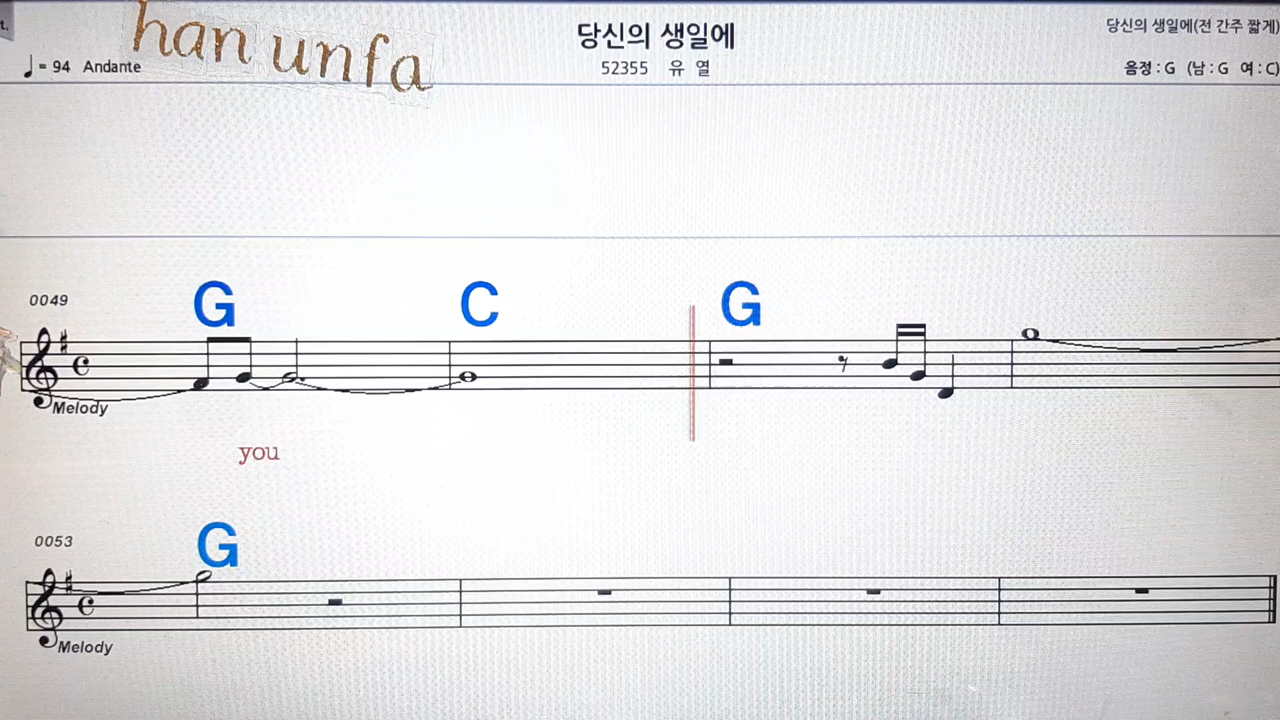 t.
han unfa
당신의 생일에
당신의 생일에(전 간주 짧게)
♩= 94 Andante
52355 유 열
음정 : G (남 : G 여 : C)
0049
G C G
Melody
you
0053
G
Melody